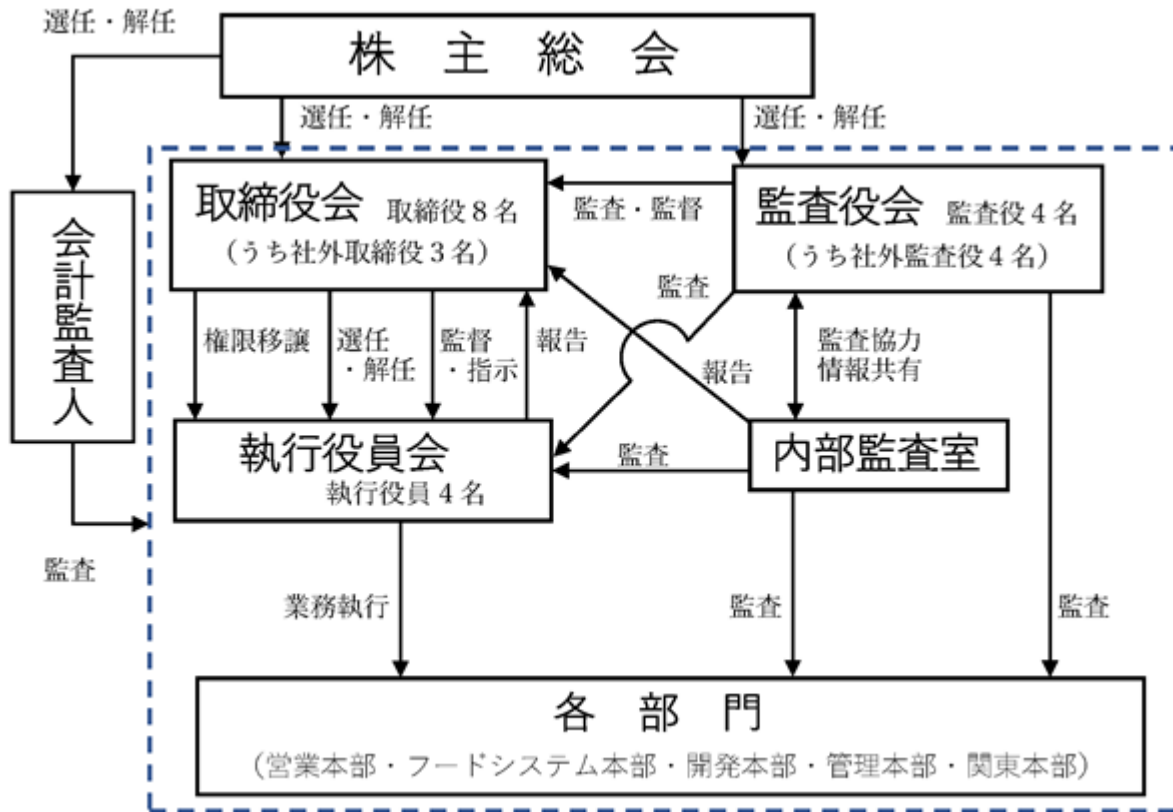 選任・解任
株主総会
選任・解任
選任・解任
取締役会 取締役8名
(うち社外取締役3名)
監査・監督
監査役会 監査役4名
(うち社外監査役4名)
会計監査人
監査
権限移譲
選任
・解任
監督
・指示
報告
報告
監査協力
情報共有
執行役員会
執行役員4名
監査
内部監査室
監査
業務執行
監査
監査
各部門
(営業本部・フードシステム本部・開発本部・管理本部・関東本部)